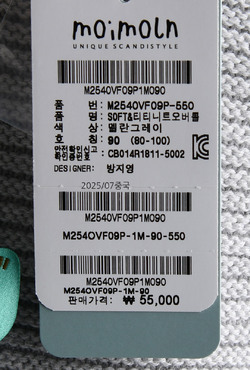 moimoln
UNIQUE SCANDISTYLE
M2540VF09P1M090
품 번: M2540VF09P-550
품 명: SOFT&티티니트오버롤
색 상: 멜란그레이
호 칭: 90 (80-100)
안전확인신고
확인증번호: CB014R1811-5002
DESIGNER: 방지영
2025/07중국
M2540VF09P1M090
M2540VF09P-1M-90-550
M2540VF09P1M090
M2540VF09P-1M-90
판매가격: ₩ 55,000